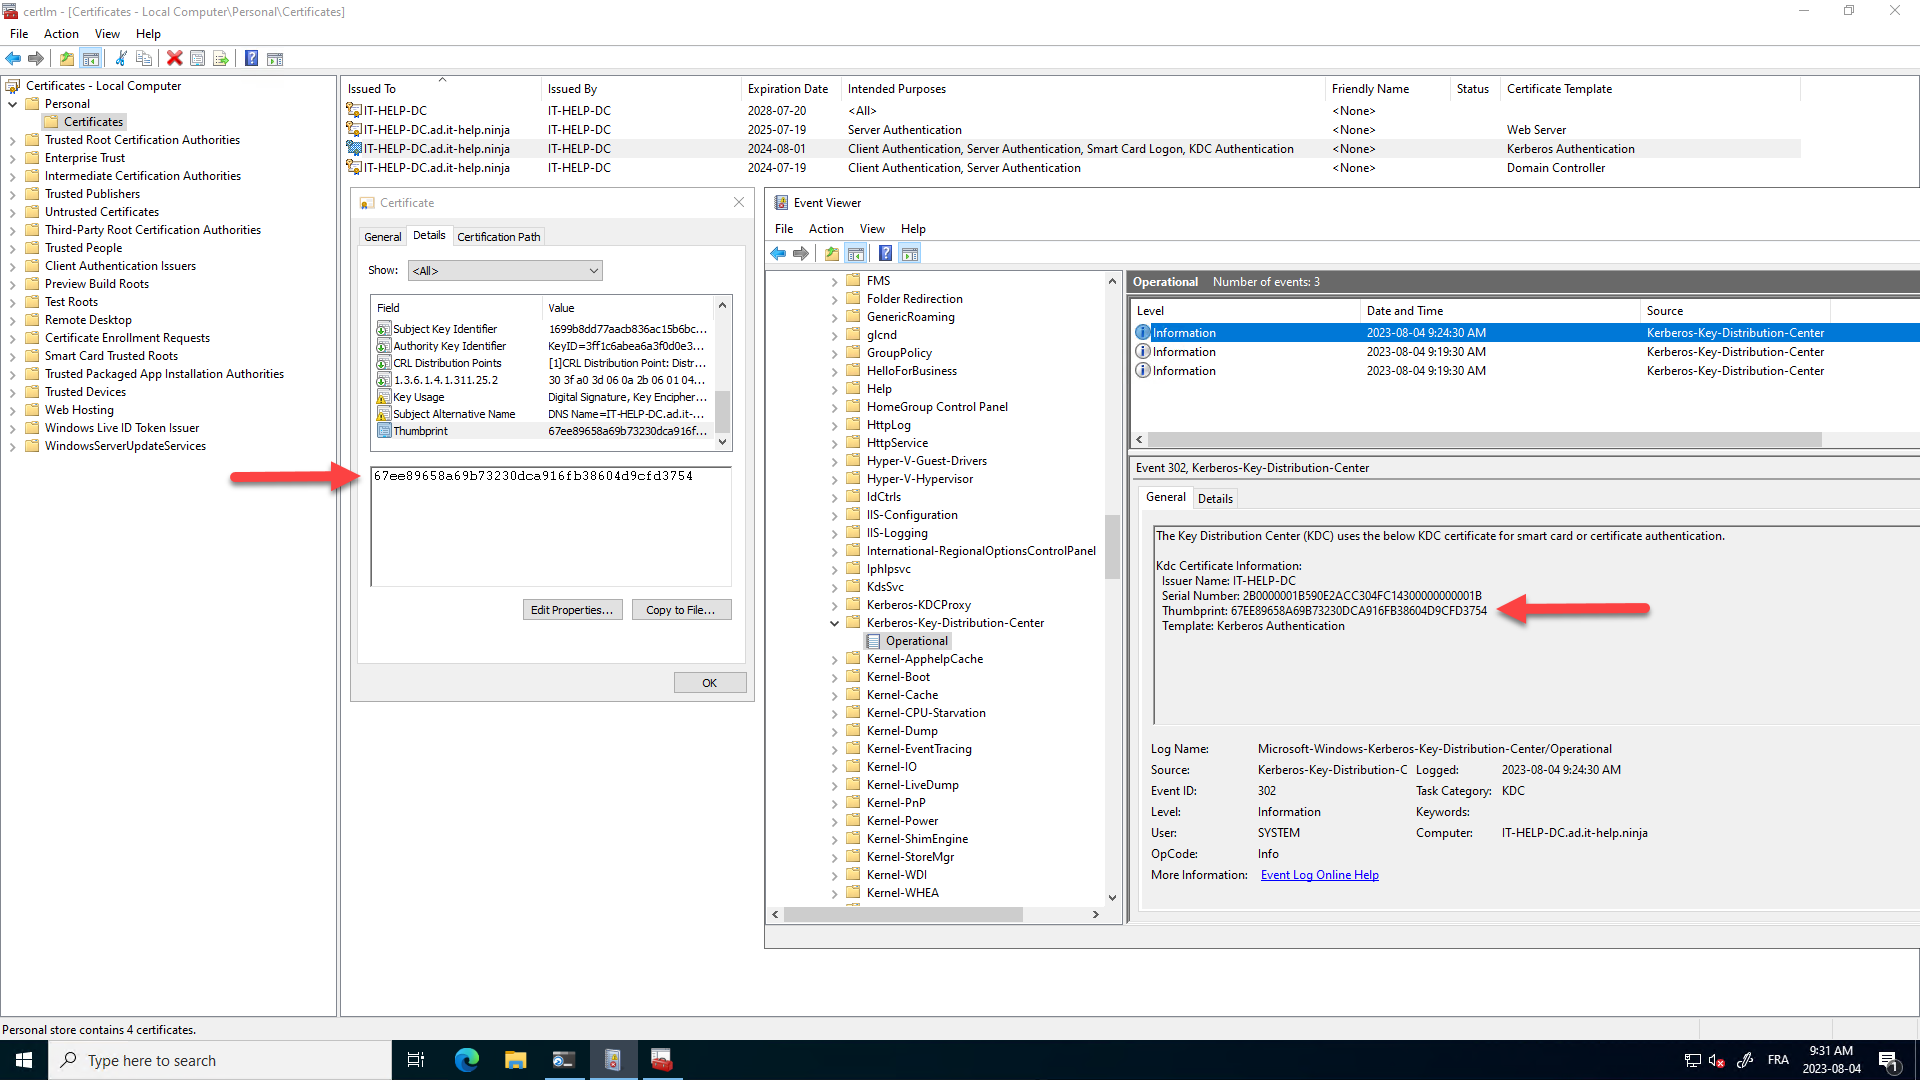 certlm - [Certificates - Local Computer\Personal\Certificates]
File Action View Help
Certificates - Local Computer
Personal
Certificates
Trusted Root Certification Authorities
Enterprise Trust
Intermediate Certification Authorities
Trusted Publishers
Untrusted Certificates
Third-Party Root Certification Authorities
Trusted People
Client Authentication Issuers
Preview Build Roots
Test Roots
Remote Desktop
Certificate Enrollment Requests
Smart Card Trusted Roots
Trusted Packaged App Installation Authorities
Trusted Devices
Web Hosting
Windows Live ID Token Issuer
WindowsServerUpdateServices
Issued To Issued By Expiration Date Intended Purposes Friendly Name Status Certificate Template
IT-HELP-DC IT-HELP-DC 2028-07-20 <All> <None>
IT-HELP-DC.ad.it-help.ninja IT-HELP-DC 2025-07-19 Server Authentication <None> Web Server
IT-HELP-DC.ad.it-help.ninja IT-HELP-DC 2024-08-01 Client Authentication, Server Authentication, Smart Card Logon, KDC Authentication <None> Kerberos Authentication
IT-HELP-DC.ad.it-help.ninja IT-HELP-DC 2024-07-19 Client Authentication, Server Authentication <None> Domain Controller
Certificate
General Details Certification Path
Show: <All>
Field Value
Subject Key Identifier 1699b8dd77aacb836ac15b6bc...
Authority Key Identifier KeyID=3ff1c6abea6a3f0d0e3...
CRL Distribution Points [1]CRL Distribution Point: Distr...
1.3.6.1.4.1.311.25.2 30 3f a0 3d 06 0a 2b 06 01 04...
Key Usage Digital Signature, Key Encipher...
Subject Alternative Name DNS Name=IT-HELP-DC.ad.it-...
Thumbprint 67ee89658a69b73230dca916f...
67ee89658a69b73230dca916fb38604d9cfd3754
Edit Properties... Copy to File...
OK
Event Viewer
File Action View Help
FMS
Folder Redirection
GenericRoaming
glcnd
GroupPolicy
HelloForBusiness
Help
HomeGroup Control Panel
HttpLog
HttpService
Hyper-V-Guest-Drivers
Hyper-V-Hypervisor
IdCtrls
IIS-Configuration
IIS-Logging
International-RegionalOptionsControlPanel
Iphlpsvc
KdsSvc
Kerberos-KDCProxy
Kerberos-Key-Distribution-Center
Operational
Kernel-ApphelpCache
Kernel-Boot
Kernel-Cache
Kernel-CPU-Starvation
Kernel-Dump
Kernel-EventTracing
Kernel-IO
Kernel-LiveDump
Kernel-PnP
Kernel-Power
Kernel-ShimEngine
Kernel-StoreMgr
Kernel-WDI
Kernel-WHEA
Operational Number of events: 3
Level Date and Time Source
Information 2023-08-04 9:24:30 AM Kerberos-Key-Distribution-Center
Information 2023-08-04 9:19:30 AM Kerberos-Key-Distribution-Center
Information 2023-08-04 9:19:30 AM Kerberos-Key-Distribution-Center
Event 302, Kerberos-Key-Distribution-Center
General Details
The Key Distribution Center (KDC) uses the below KDC certificate for smart card or certificate authentication.
Kdc Certificate Information:
Issuer Name: IT-HELP-DC
Serial Number: 2B0000001B590E2ACC304FC14300000000001B
Thumbprint: 67EE89658A69B73230DCA916FB38604D9CFD3754
Template: Kerberos Authentication
Log Name: Microsoft-Windows-Kerberos-Key-Distribution-Center/Operational
Source: Kerberos-Key-Distribution-C Logged: 2023-08-04 9:24:30 AM
Event ID: 302 Task Category: KDC
Level: Information Keywords:
User: SYSTEM Computer: IT-HELP-DC.ad.it-help.ninja
OpCode: Info
More Information: Event Log Online Help
Personal store contains 4 certificates.
Type here to search
FRA
9:31 AM
2023-08-04
1